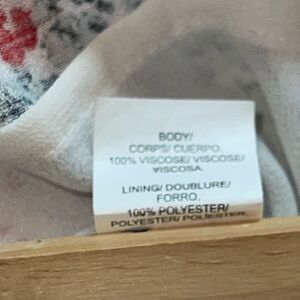 BODY/
CORPS/ CUERPO.
100% VISCOSE/ VISCOSE/
VISCOSA.
LINING/ DOUBLURE/
FORRO.
100% POLYESTER/
POLYESTER/ POLIESTER.